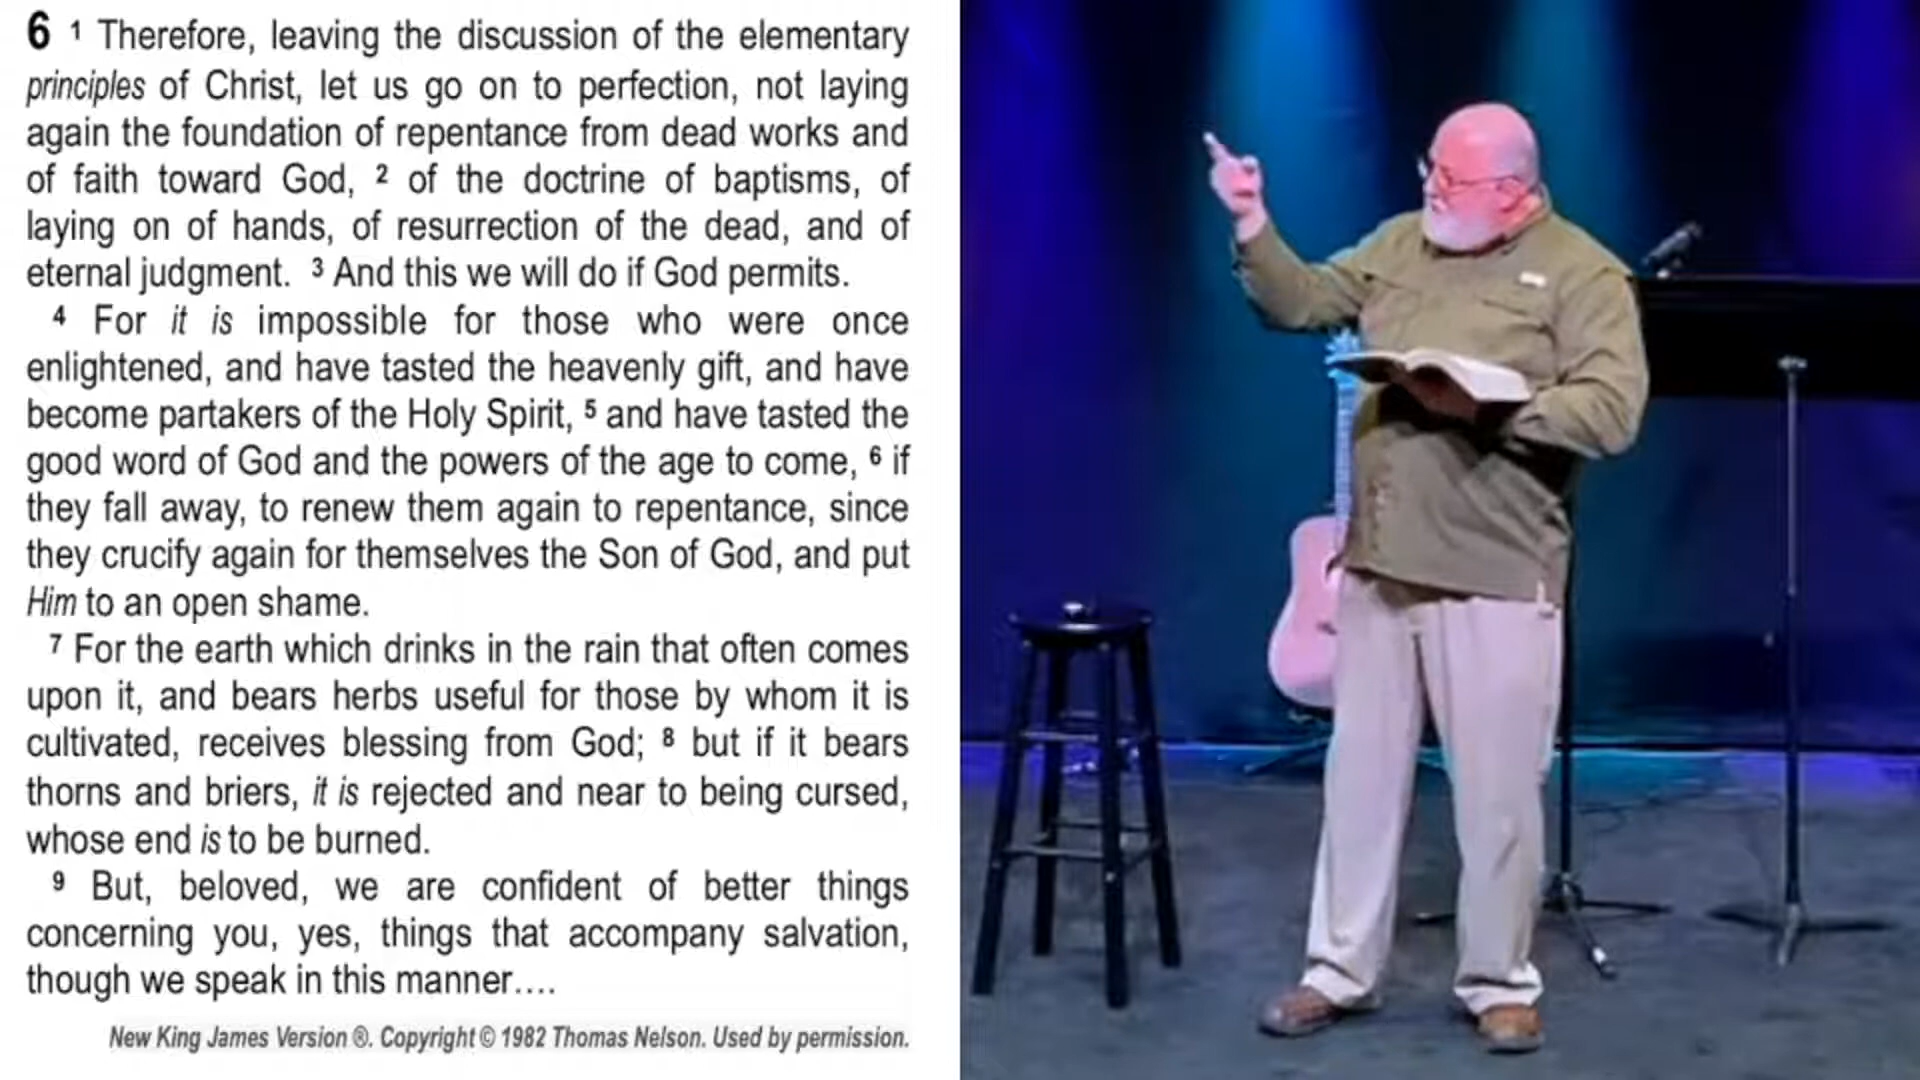 6 1 Therefore, leaving the discussion of the elementary
principles of Christ, let us go on to perfection, not laying
again the foundation of repentance from dead works and
of faith toward God, 2 of the doctrine of baptisms, of
laying on of hands, of resurrection of the dead, and of
eternal judgment. 3 And this we will do if God permits.
4 For it is impossible for those who were once
enlightened, and have tasted the heavenly gift, and have
become partakers of the Holy Spirit, 5 and have tasted the
good word of God and the powers of the age to come, 6 if
they fall away, to renew them again to repentance, since
they crucify again for themselves the Son of God, and put
Him to an open shame.
7 For the earth which drinks in the rain that often comes
upon it, and bears herbs useful for those by whom it is
cultivated, receives blessing from God; 8 but if it bears
thorns and briers, it is rejected and near to being cursed,
whose end is to be burned.
9 But, beloved, we are confident of better things
concerning you, yes, things that accompany salvation,
though we speak in this manner....
New King James Version ®. Copyright © 1982 Thomas Nelson. Used by permission.